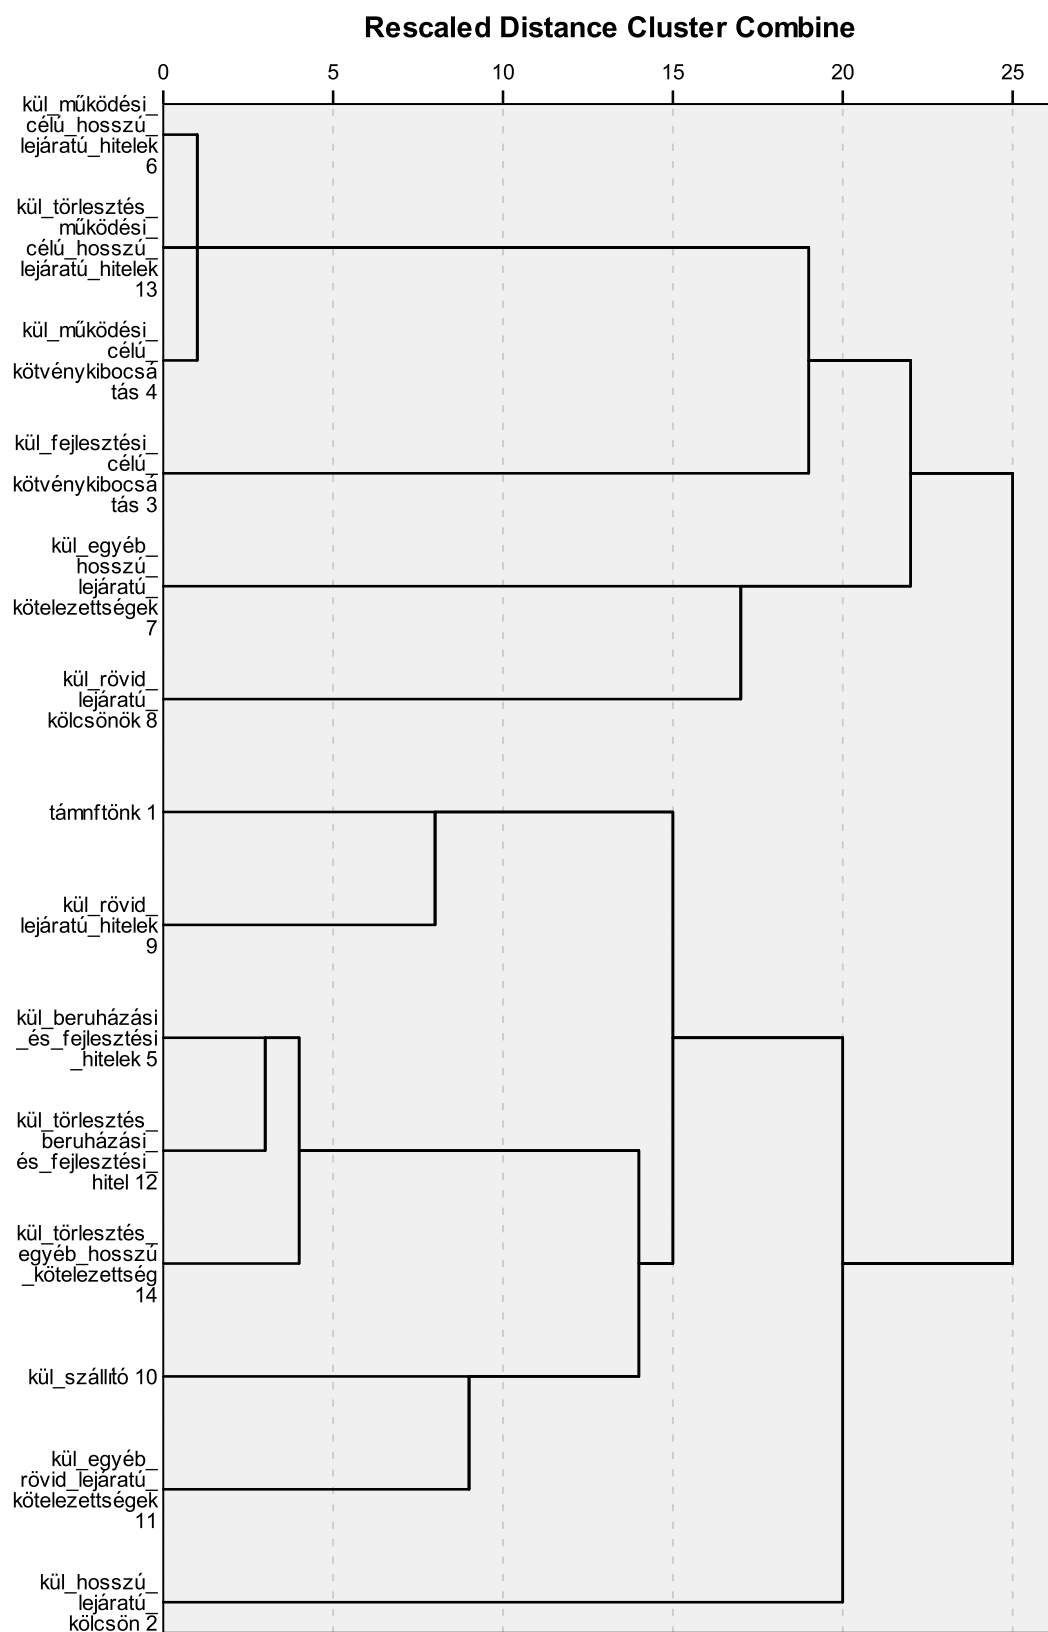 Rescaled Distance Cluster Combine
0 5 10 15 20 25
kül_működési_
célú_hosszú_
lejáratú_hitelek
6
kül_törlesztés_
működési_
célú_hosszú_
lejáratú_hitelek
13
kül_működési_
célú_
kötvénykibocsá
tás 4
kül_fejlesztési_
célú_
kötvénykibocsá
tás 3
kül_egyéb_
hosszú_
lejáratú_
kötelezettségek
7
kül_rövid_
lejáratú_
kölcsönök 8
támnftönk 1
kül_rövid_
lejáratú_hitelek
9
kül_beruházási
_és_fejlesztési
_hitelek 5
kül_törlesztés_
beruházási_
és_fejlesztési_
hitel 12
kül_törlesztés_
egyéb_hosszú
_kötelezettség
14
kül_szállító 10
kül_egyéb_
rövid_lejáratú_
kötelezettségek
11
kül_hosszú_
lejáratú_
kölcsön 2